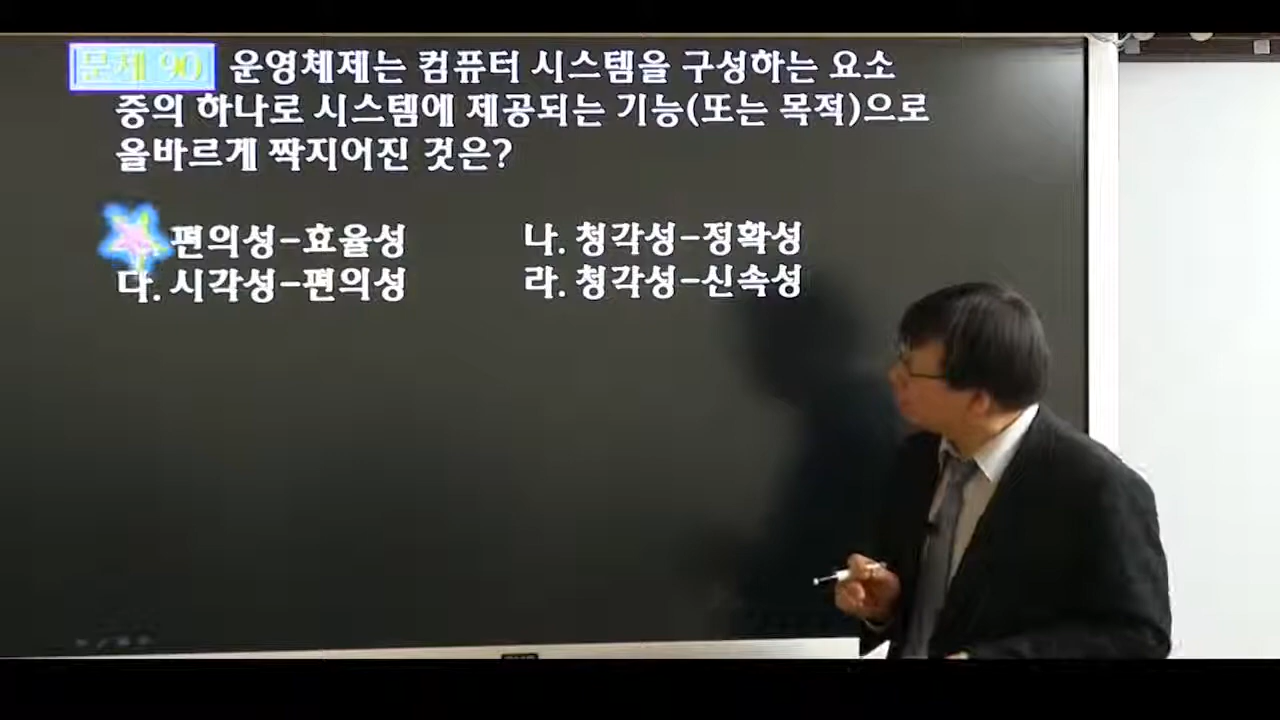 문제 90 운영체제는 컴퓨터 시스템을 구성하는 요소
중의 하나로 시스템에 제공되는 기능(또는 목적)으로
올바르게 짝지어진 것은?
편의성-효율성 나. 청각성-정확성
다. 시각성-편의성 라. 청각성-신속성